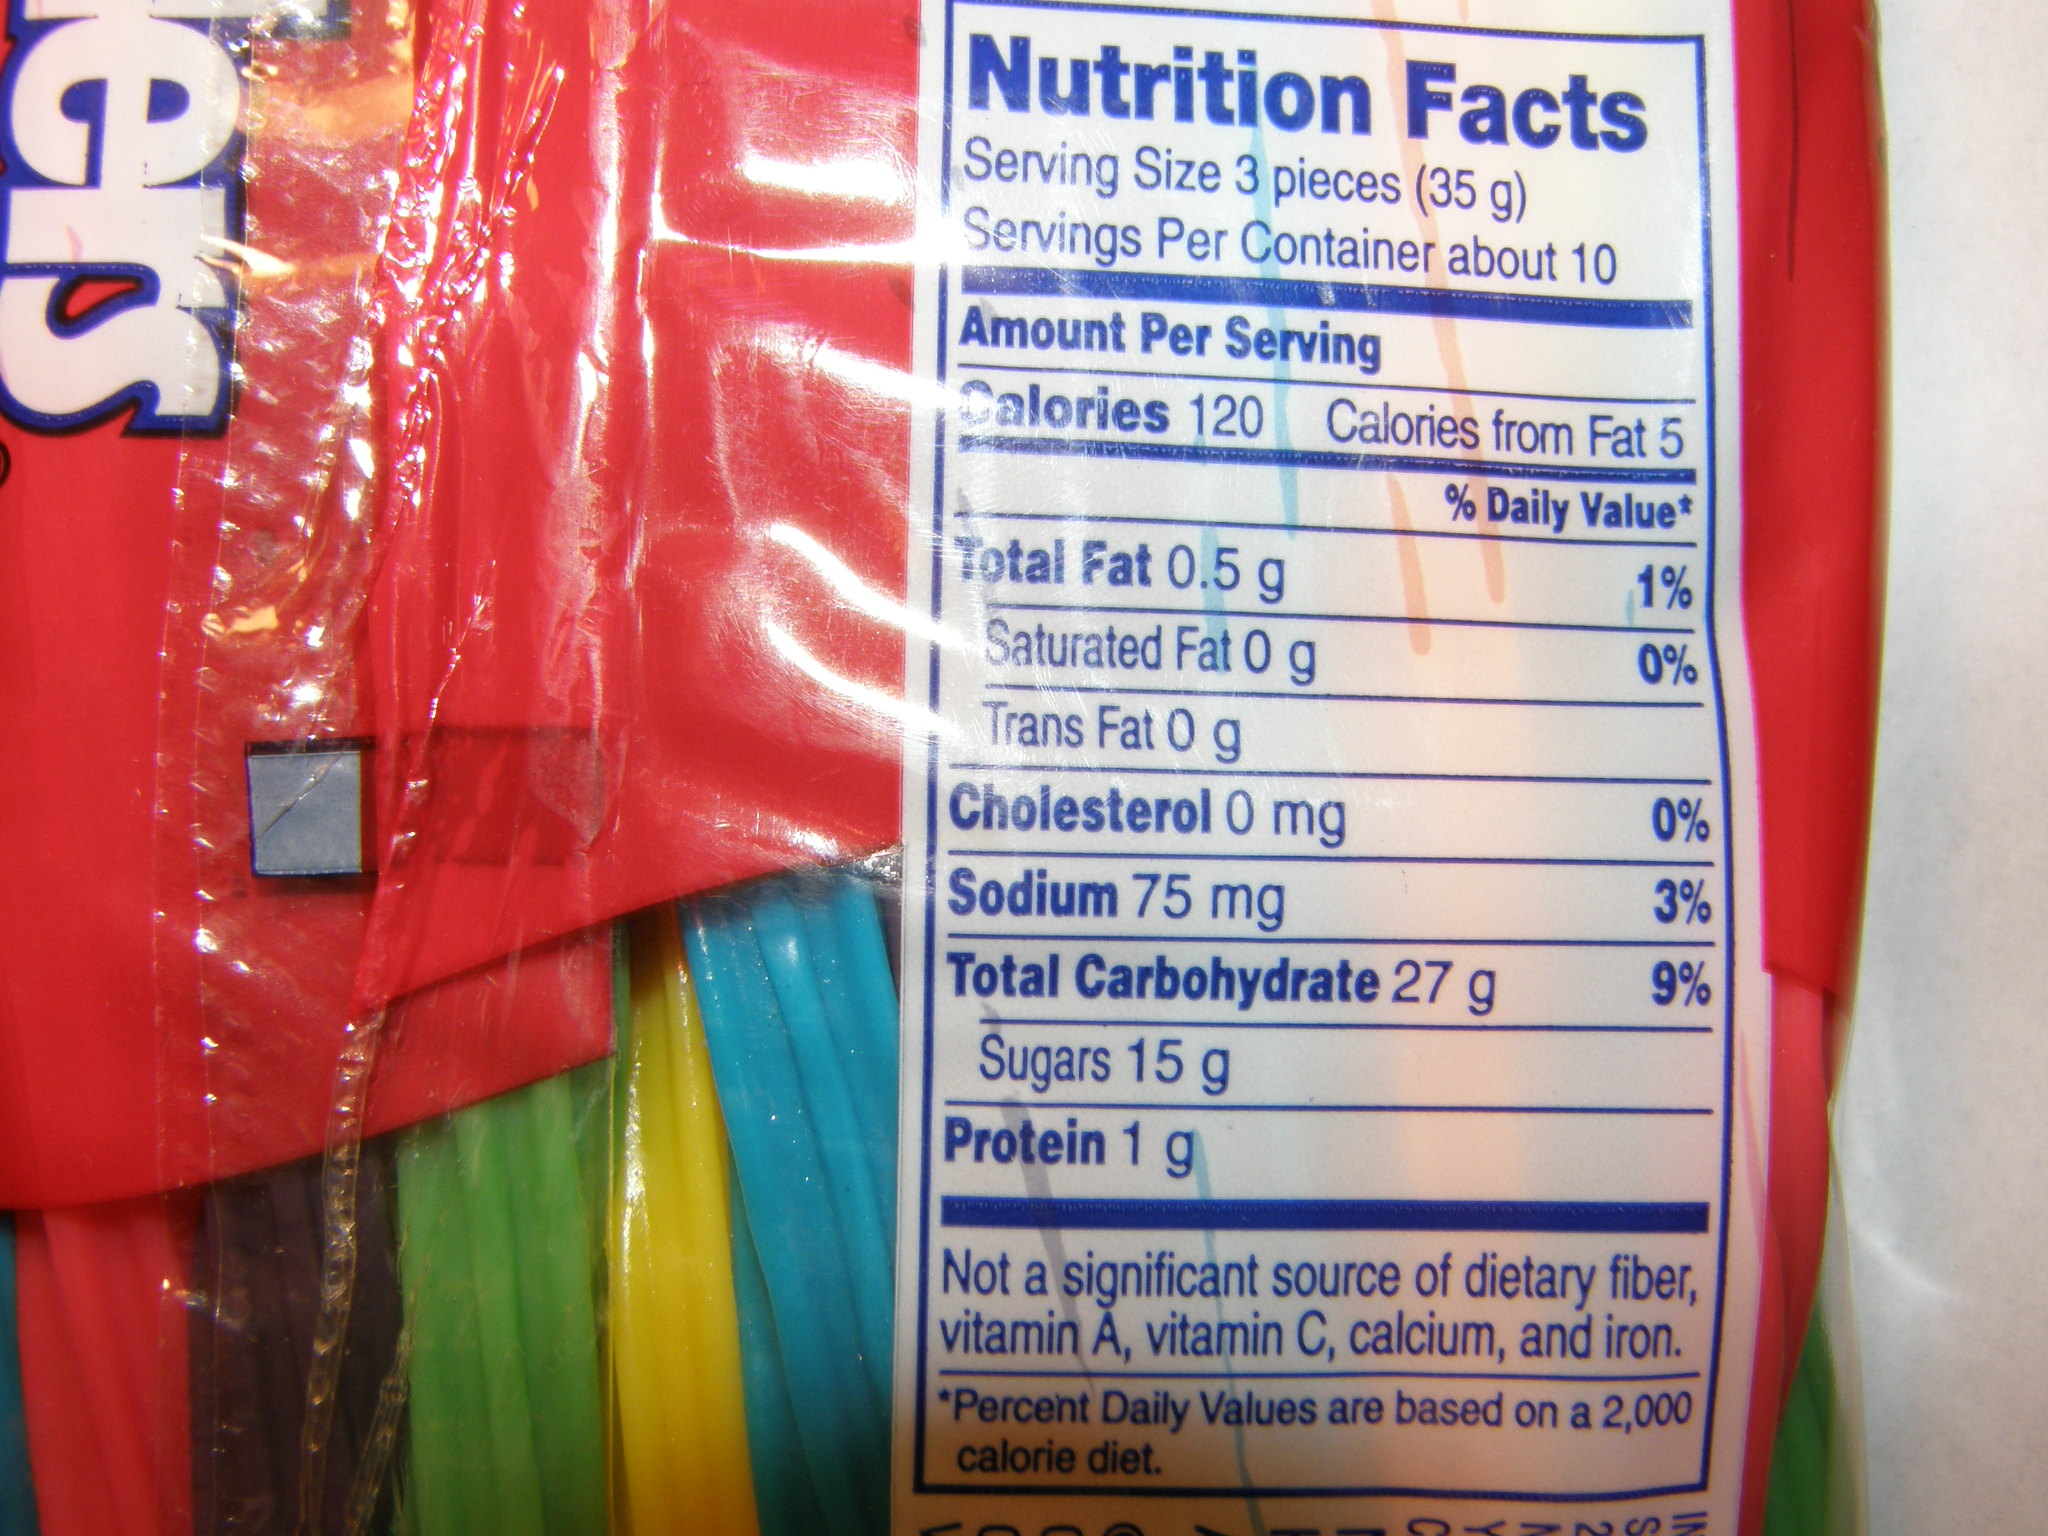 ers
Nutrition Facts
Serving Size 3 pieces (35 g)
Servings Per Container about 10
Amount Per Serving
Calories 120 Calories from Fat 5
% Daily Value*
Total Fat 0.5 g 1%
Saturated Fat 0 g 0%
Trans Fat 0 g
Cholesterol 0 mg 0%
Sodium 75 mg 3%
Total Carbohydrate 27 g 9%
Sugars 15 g
Protein 1 g
Not a significant source of dietary fiber,
vitamin A, vitamin C, calcium, and iron.
*Percent Daily Values are based on a 2,000
calorie diet.